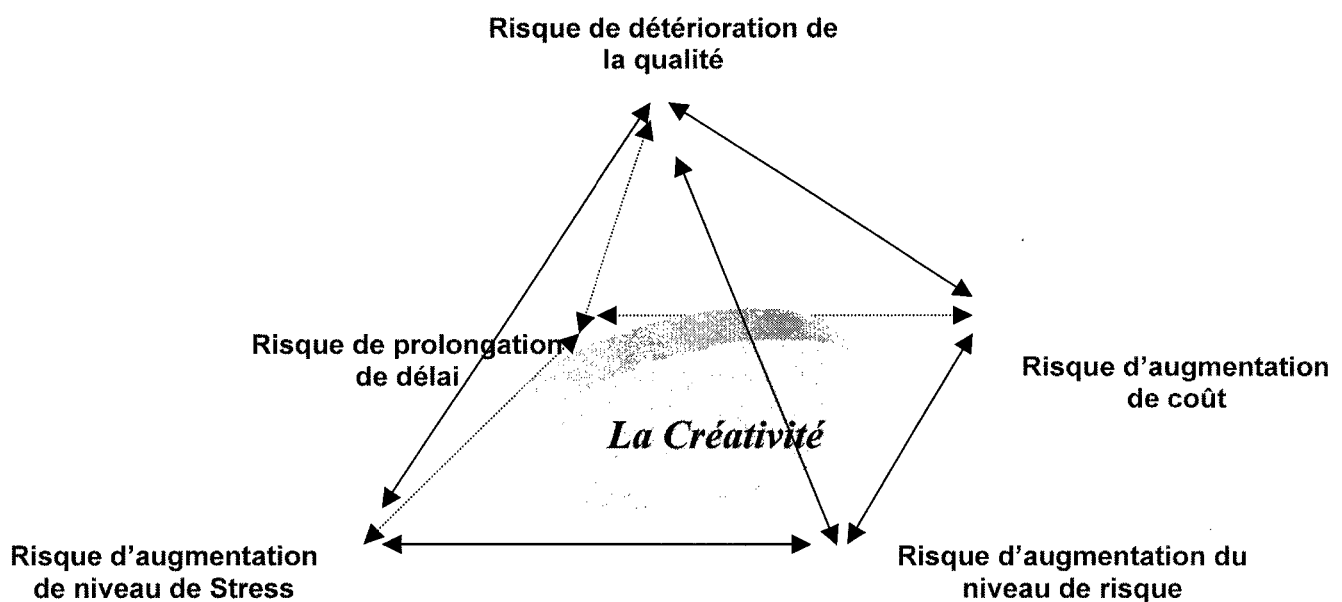 Risque de détérioration de
la qualité
Risque de prolongation
de délai
Risque d'augmentation
de coût
La Créativité
Risque d'augmentation
de niveau de Stress
Risque d'augmentation du
niveau de risque